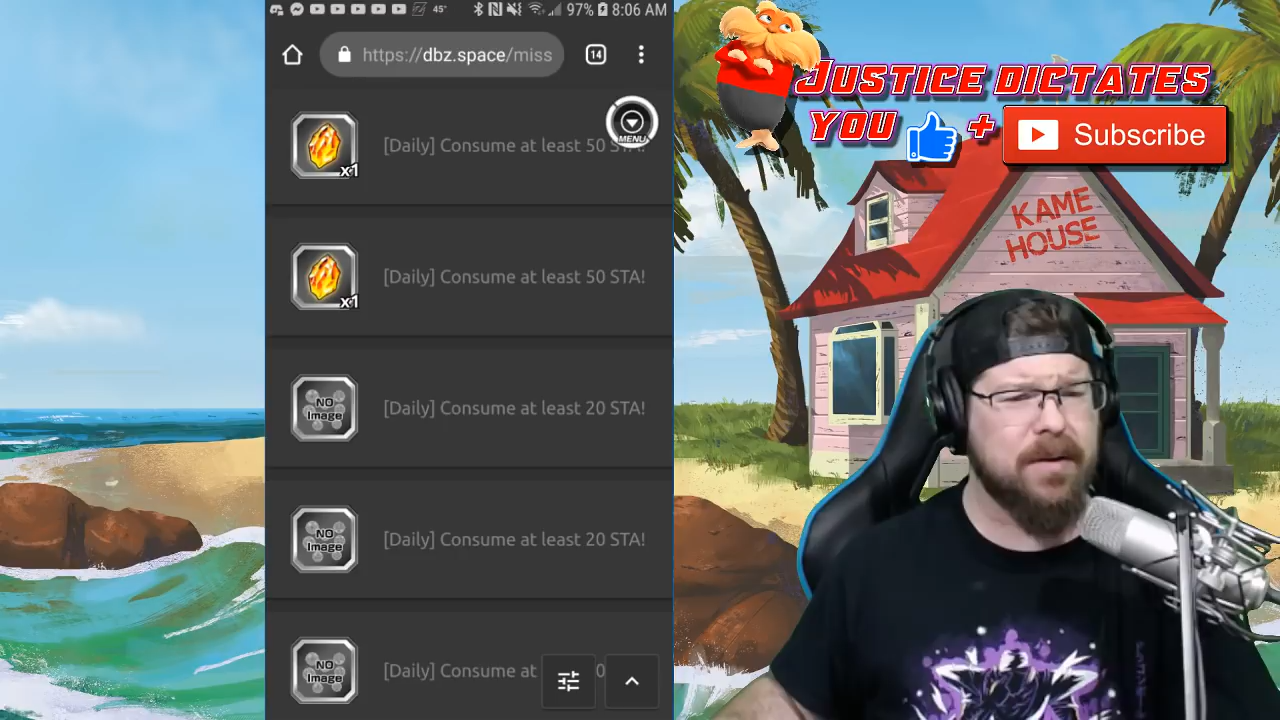 45°
97%
8:06 AM
https://dbz.space/miss
14
MENU
x1
[Daily] Consume at least 50 STA!
x1
[Daily] Consume at least 50 STA!
NO
Image
[Daily] Consume at least 20 STA!
NO
Image
[Daily] Consume at least 20 STA!
NO
Image
[Daily] Consume at
JUSTICE DICTATES
YOU + Subscribe
KAME
HOUSE